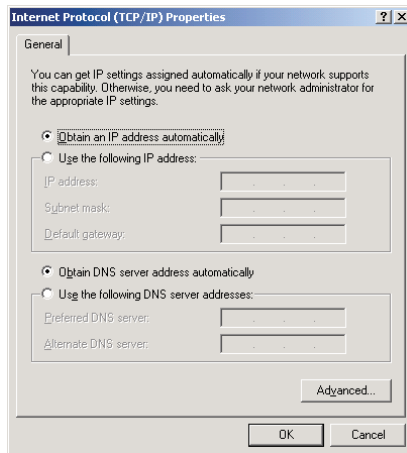 Internet Protocol (TCP/IP) Properties
General
You can get IP settings assigned automatically if your network supports
this capability. Otherwise, you need to ask your network administrator for
the appropriate IP settings.
Obtain an IP address automatically
Use the following IP address:
IP address:
Subnet mask:
Default gateway:
Obtain DNS server address automatically
Use the following DNS server addresses:
Preferred DNS server:
Alternate DNS server:
Advanced...
OK Cancel